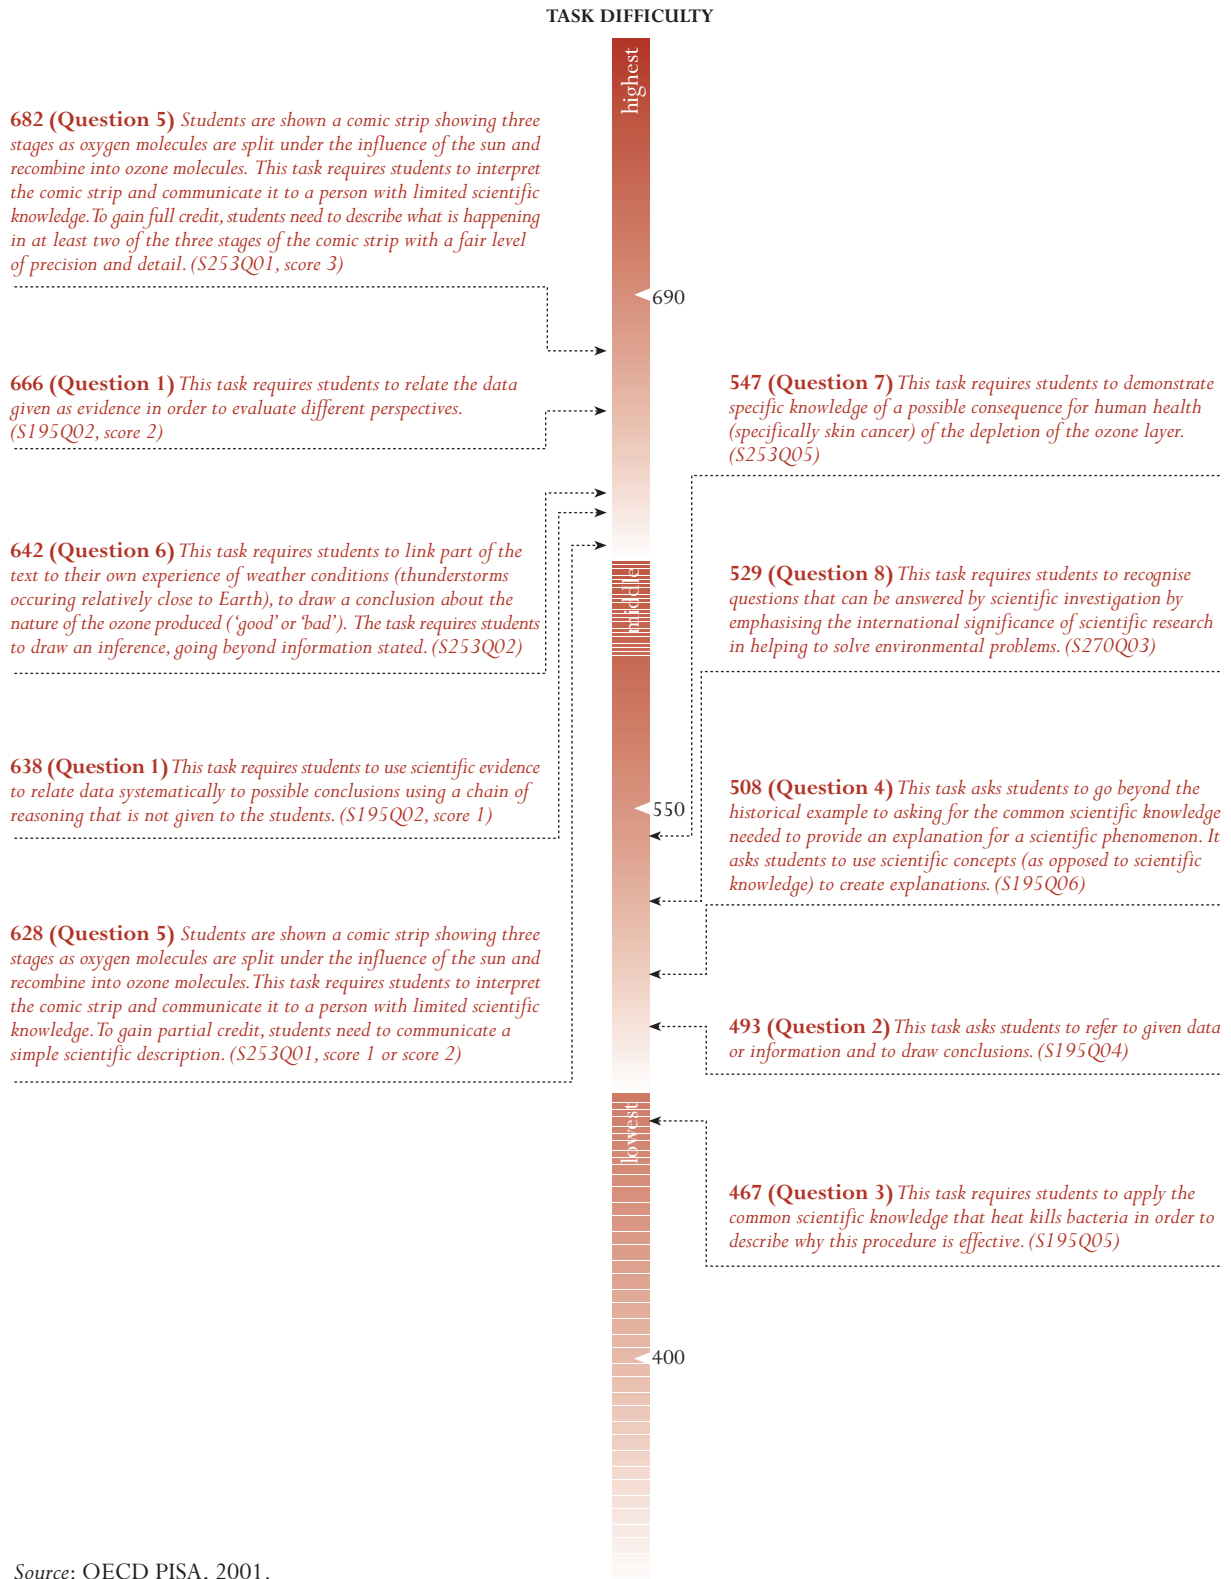 TASK DIFFICULTY
highest
682 (Question 5) Students are shown a comic strip showing three
stages as oxygen molecules are split under the influence of the sun and
recombine into ozone molecules. This task requires students to interpret
the comic strip and communicate it to a person with limited scientific
knowledge. To gain full credit, students need to describe what is happening
in at least two of the three stages of the comic strip with a fair level
of precision and detail. (S253Q01, score 3)
690
666 (Question 1) This task requires students to relate the data
given as evidence in order to evaluate different perspectives.
(S195Q02, score 2)
642 (Question 6) This task requires students to link part of the
text to their own experience of weather conditions (thunderstorms
occuring relatively close to Earth), to draw a conclusion about the
nature of the ozone produced ('good' or 'bad'). The task requires students
to draw an inference, going beyond information stated. (S253Q02)
638 (Question 1) This task requires students to use scientific evidence
to relate data systematically to possible conclusions using a chain of
reasoning that is not given to the students. (S195Q02, score 1)
628 (Question 5) Students are shown a comic strip showing three
stages as oxygen molecules are split under the influence of the sun and
recombine into ozone molecules. This task requires students to interpret
the comic strip and communicate it to a person with limited scientific
knowledge. To gain partial credit, students need to communicate a
simple scientific description. (S253Q01, score 1 or score 2)
middle
550
547 (Question 7) This task requires students to demonstrate
specific knowledge of a possible consequence for human health
(specifically skin cancer) of the depletion of the ozone layer.
(S253Q05)
529 (Question 8) This task requires students to recognise
questions that can be answered by scientific investigation by
emphasising the international significance of scientific research
in helping to solve environmental problems. (S270Q03)
508 (Question 4) This task asks students to go beyond the
historical example to asking for the common scientific knowledge
needed to provide an explanation for a scientific phenomenon. It
asks students to use scientific concepts (as opposed to scientific
knowledge) to create explanations. (S195Q06)
493 (Question 2) This task asks students to refer to given data
or information and to draw conclusions. (S195Q04)
lowest
467 (Question 3) This task requires students to apply the
common scientific knowledge that heat kills bacteria in order to
describe why this procedure is effective. (S195Q05)
400
Source: OECD PISA, 2001.